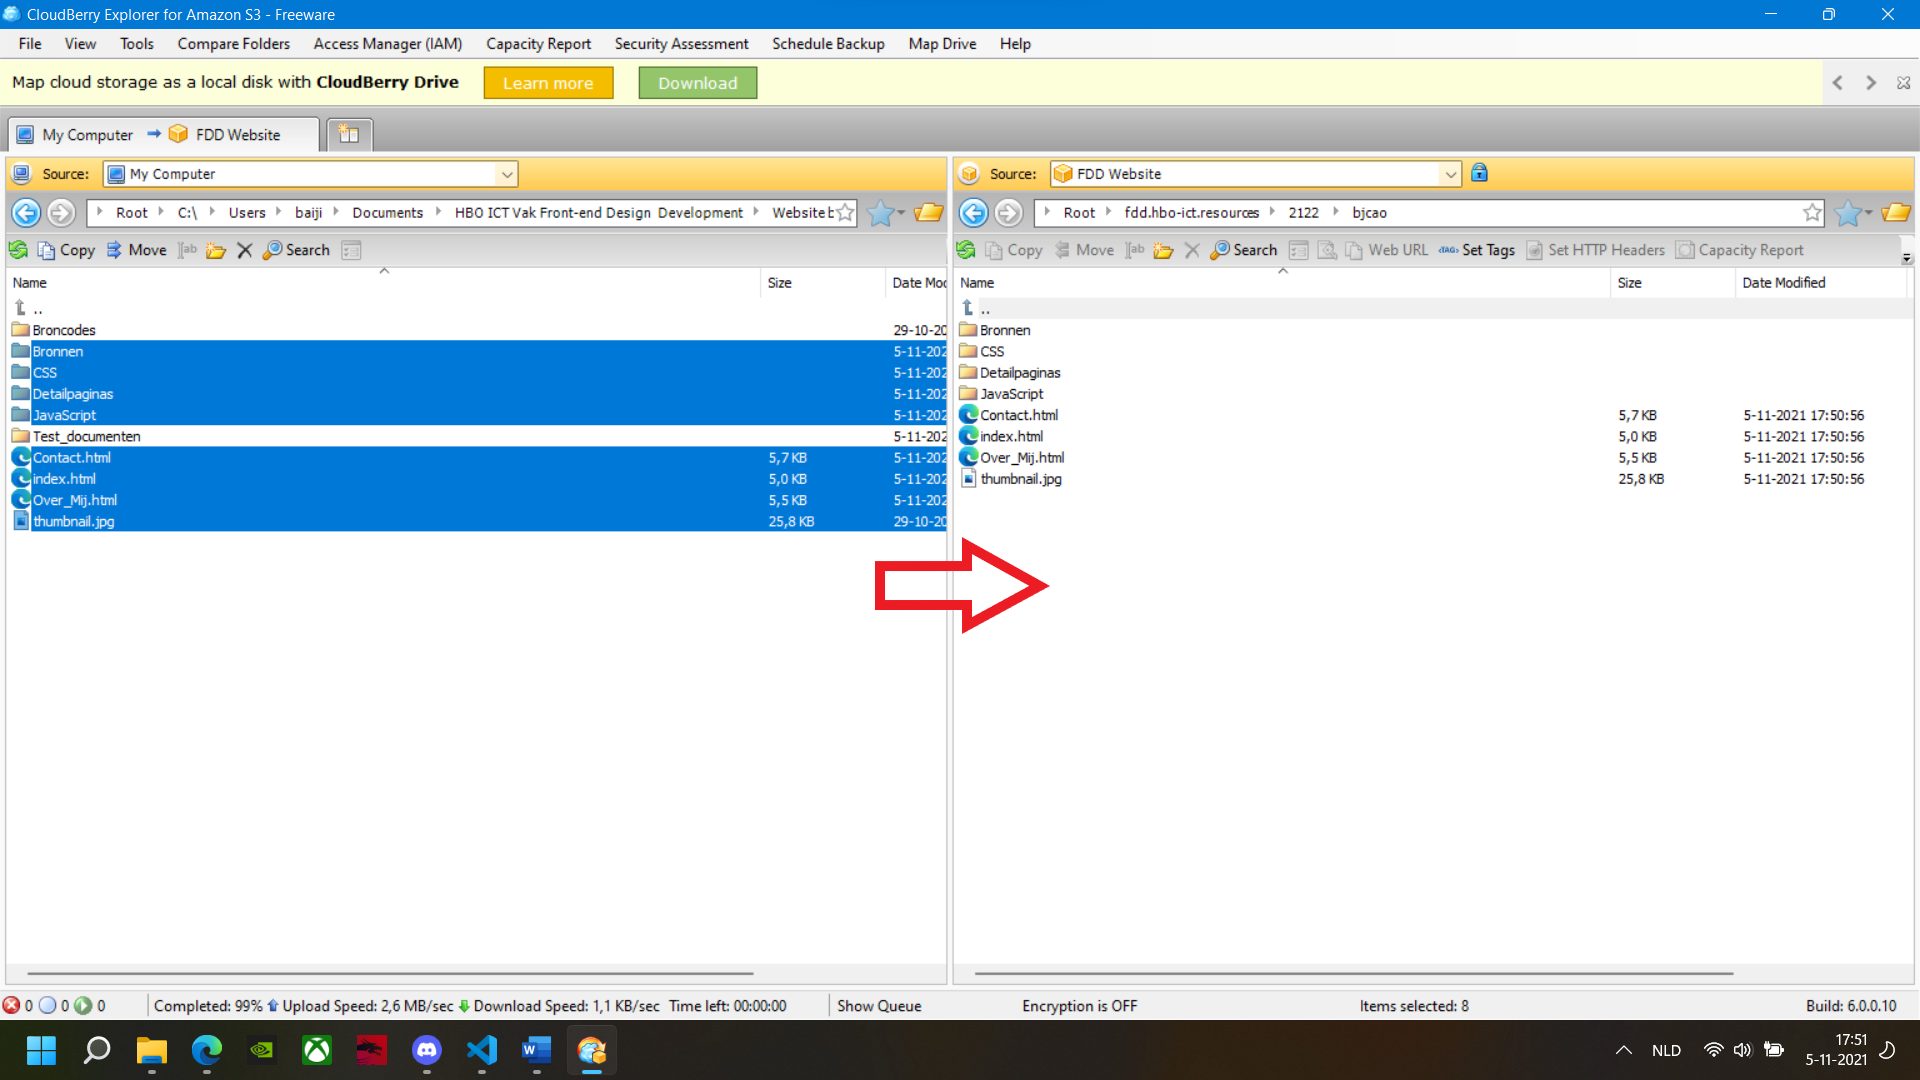 CloudBerry Explorer for Amazon S3 - Freeware
File View Tools Compare Folders Access Manager (IAM) Capacity Report Security Assessment Schedule Backup Map Drive Help
Map cloud storage as a local disk with CloudBerry Drive Learn more Download
My Computer FDD Website
Source: My Computer
Root C:\ Users baiji Documents HBO ICT Vak Front-end Design Development Website b
Copy Move Search
Name Size Date Moc
..
Broncodes 29-10-20
Bronnen 5-11-202
CSS 5-11-202
Detailpaginas 5-11-202
JavaScript 5-11-202
Test_documenten 5-11-202
Contact.html 5,7 KB 5-11-202
index.html 5,0 KB 5-11-202
Over_Mij.html 5,5 KB 5-11-202
thumbnail.jpg 25,8 KB 29-10-20
Source: FDD Website
Root fdd.hbo-ict.resources 2122 bjcao
Copy Move Search Web URL Set Tags Set HTTP Headers Capacity Report
Name Size Date Modified
..
Bronnen
CSS
Detailpaginas
JavaScript
Contact.html 5,7 KB 5-11-2021 17:50:56
index.html 5,0 KB 5-11-2021 17:50:56
Over_Mij.html 5,5 KB 5-11-2021 17:50:56
thumbnail.jpg 25,8 KB 5-11-2021 17:50:56
0 0 0 Completed: 99% Upload Speed: 2,6 MB/sec Download Speed: 1,1 KB/sec Time left: 00:00:00 Show Queue Encryption is OFF Items selected: 8 Build: 6.0.0.10
NLD 17:51
5-11-2021